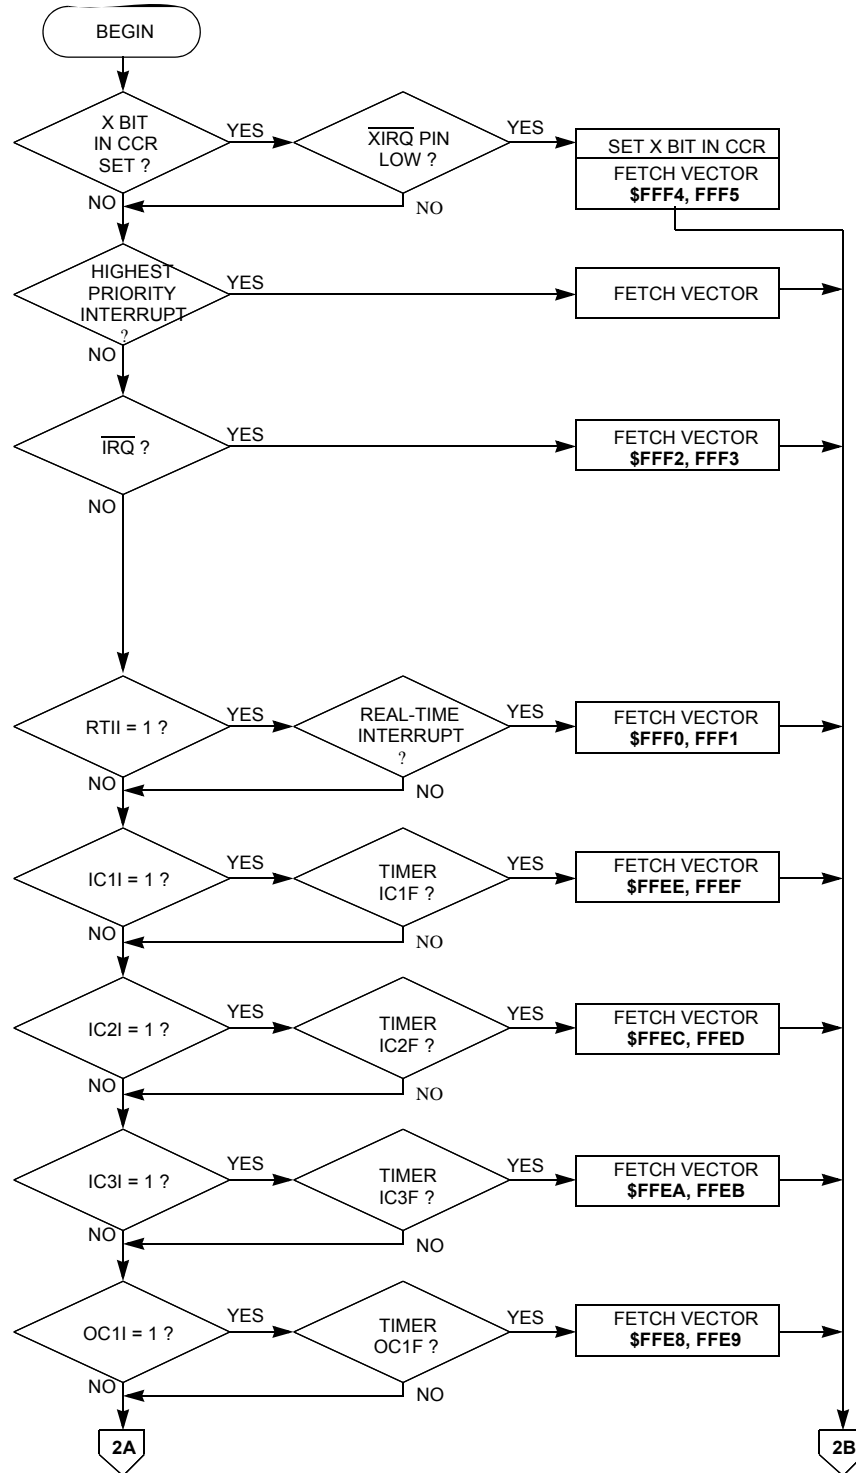 BEGIN
X BIT
IN CCR
SET ?
YES
XIRQ PIN
LOW ?
YES
SET X BIT IN CCR
FETCH VECTOR
$FFF4, FFF5
NO
NO
HIGHEST
PRIORITY
INTERRUPT
?
YES
FETCH VECTOR
NO
IRQ ?
YES
FETCH VECTOR
$FFF2, FFF3
NO
RTII = 1 ?
YES
REAL-TIME
INTERRUPT
?
YES
FETCH VECTOR
$FFF0, FFF1
NO
NO
IC1I = 1 ?
YES
TIMER
IC1F ?
YES
FETCH VECTOR
$FFEE, FFEF
NO
NO
IC2I = 1 ?
YES
TIMER
IC2F ?
YES
FETCH VECTOR
$FFEC, FFED
NO
NO
IC3I = 1 ?
YES
TIMER
IC3F ?
YES
FETCH VECTOR
$FFEA, FFEB
NO
NO
OC1I = 1 ?
YES
TIMER
OC1F ?
YES
FETCH VECTOR
$FFE8, FFE9
NO
NO
2A
2B